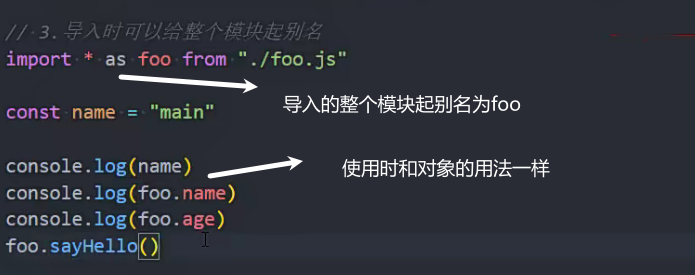 // 3.导入时可以给整个模块起别名
import * as foo from "./foo.js"
导入的整个模块起别名为foo
const name = "main"
console.log(name)
使用时和对象的用法一样
console.log(foo.name)
console.log(foo.age)
foo.sayHello()